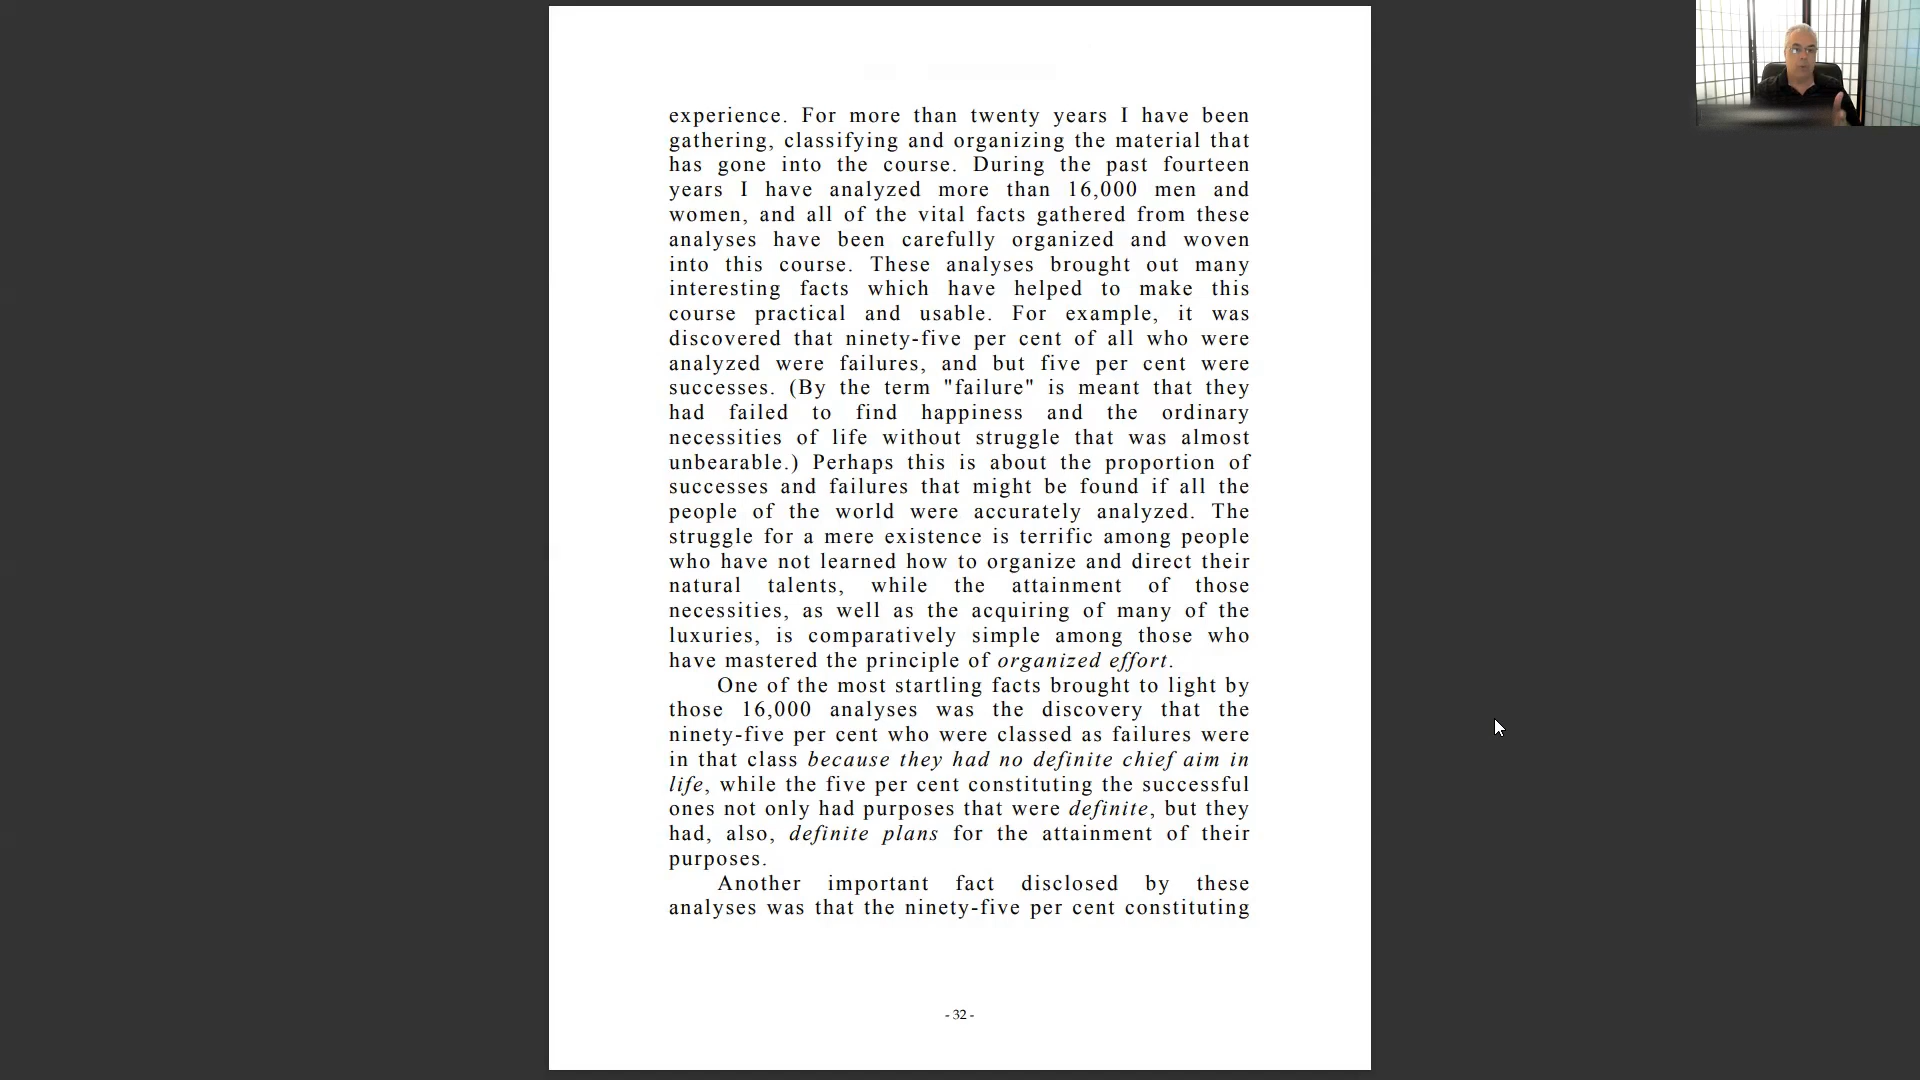 experience. For more than twenty years I have been
gathering, classifying and organizing the material that
has gone into the course. During the past fourteen
years I have analyzed more than 16,000 men and
women, and all of the vital facts gathered from these
analyses have been carefully organized and woven
into this course. These analyses brought out many
interesting facts which have helped to make this
course practical and usable. For example, it was
discovered that ninety-five per cent of all who were
analyzed were failures, and but five per cent were
successes. (By the term "failure" is meant that they
had failed to find happiness and the ordinary
necessities of life without struggle that was almost
unbearable.) Perhaps this is about the proportion of
successes and failures that might be found if all the
people of the world were accurately analyzed. The
struggle for a mere existence is terrific among people
who have not learned how to organize and direct their
natural talents, while the attainment of those
necessities, as well as the acquiring of many of the
luxuries, is comparatively simple among those who
have mastered the principle of organized effort.
One of the most startling facts brought to light by
those 16,000 analyses was the discovery that the
ninety-five per cent who were classed as failures were
in that class because they had no definite chief aim in
life, while the five per cent constituting the successful
ones not only had purposes that were definite, but they
had, also, definite plans for the attainment of their
purposes.
Another important fact disclosed by these
analyses was that the ninety-five per cent constituting
- 32 -